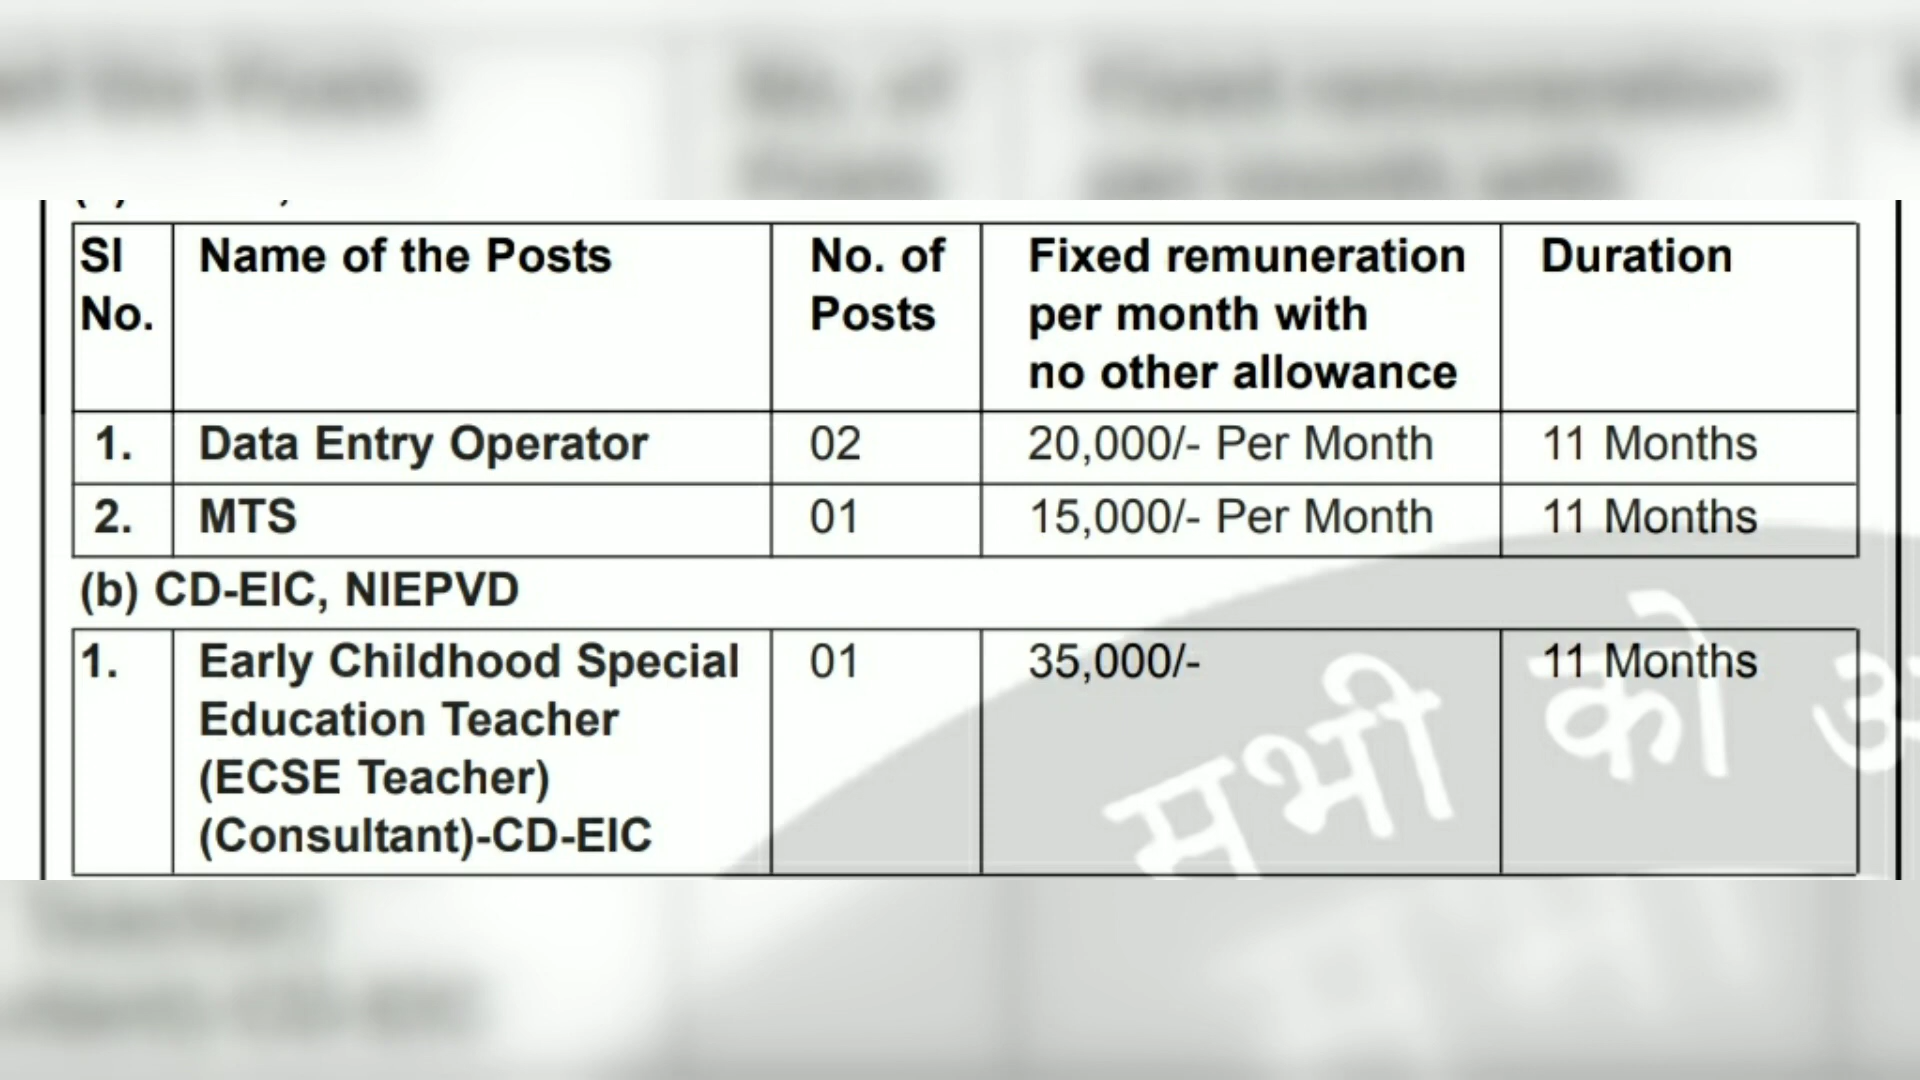 Sl No. Name of the Posts No. of Posts Fixed remuneration per month with no other allowance Duration
1. Data Entry Operator 02 20,000/- Per Month 11 Months
2. MTS 01 15,000/- Per Month 11 Months
(b) CD-EIC, NIEPVD
1. Early Childhood Special Education Teacher (ECSE Teacher) (Consultant)-CD-EIC 01 35,000/- 11 Months
सभी को